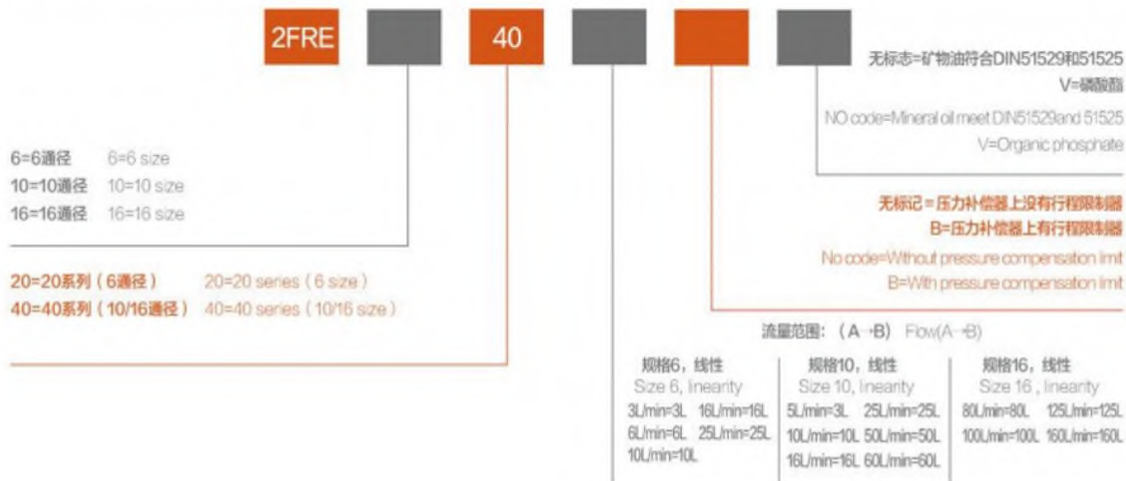 2FRE 40
无标志=矿物油符合DIN51529和51525
V=磷酸酯
NO code=Mineral oil meet DIN51529and 51525
V=Organic phosphate
6=6通径 6=6 size
10=10通径 10=10 size
16=16通径 16=16 size
无标记=压力补偿器上没有行程限制器
B=压力补偿器上有行程限制器
No code=Without pressure compensation limit
B=With pressure compensation limit
20=20系列（6通径） 20=20 series ( 6 size )
40=40系列（10/16通径） 40=40 series ( 10/16 size )
流量范围：（A→B) Flow(A→B)
规格6，线性
Size 6, linearity
3L/min=3L 16L/min=16L
6L/min=6L 25L/min=25L
10L/min=10L
规格10，线性
Size 10, linearity
5L/min=3L 25L/min=25L
10L/min=10L 50L/min=50L
16L/min=16L 60L/min=60L
规格16，线性
Size 16 , linearity
80L/min=80L 125L/min=125L
100L/min=100L 160L/min=160L